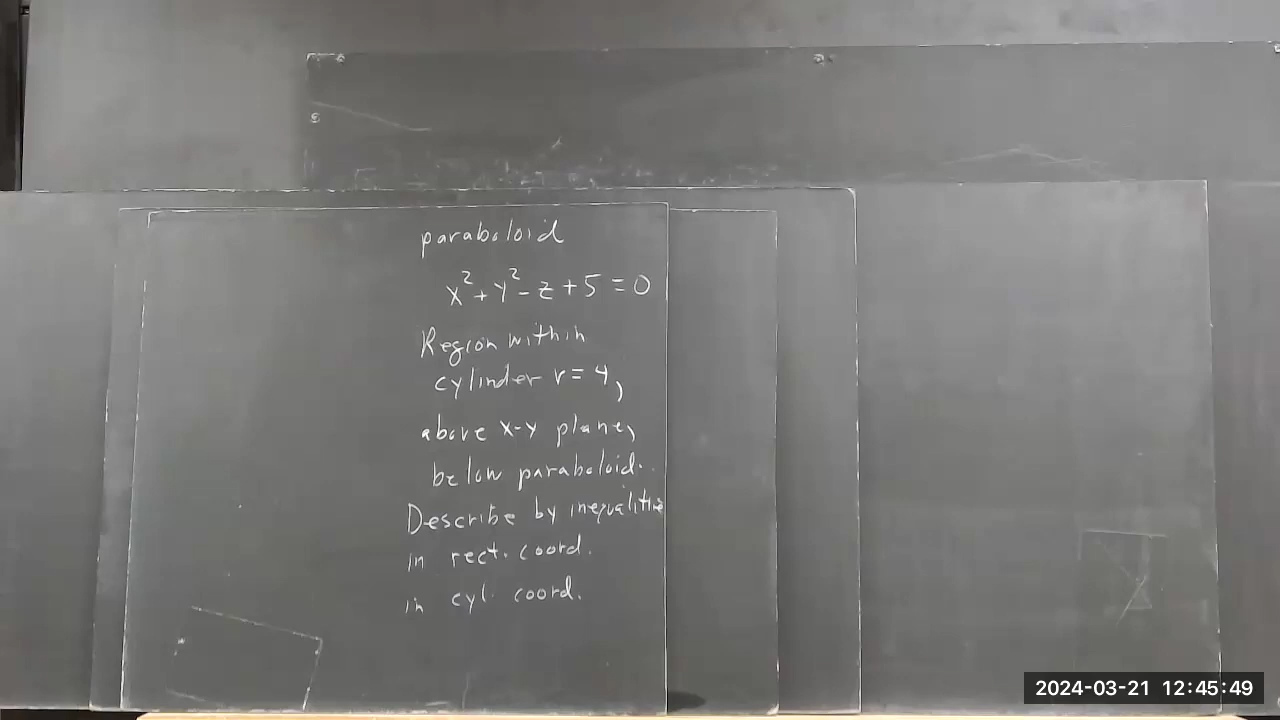 paraboloid
x² + y² - z + 5 = 0
Region within
cylinder r = 4,
above x-y plane,
below paraboloid.
Describe by inequalities
in rect. coord.
in cyl. coord.
2024-03-21 12:45:49